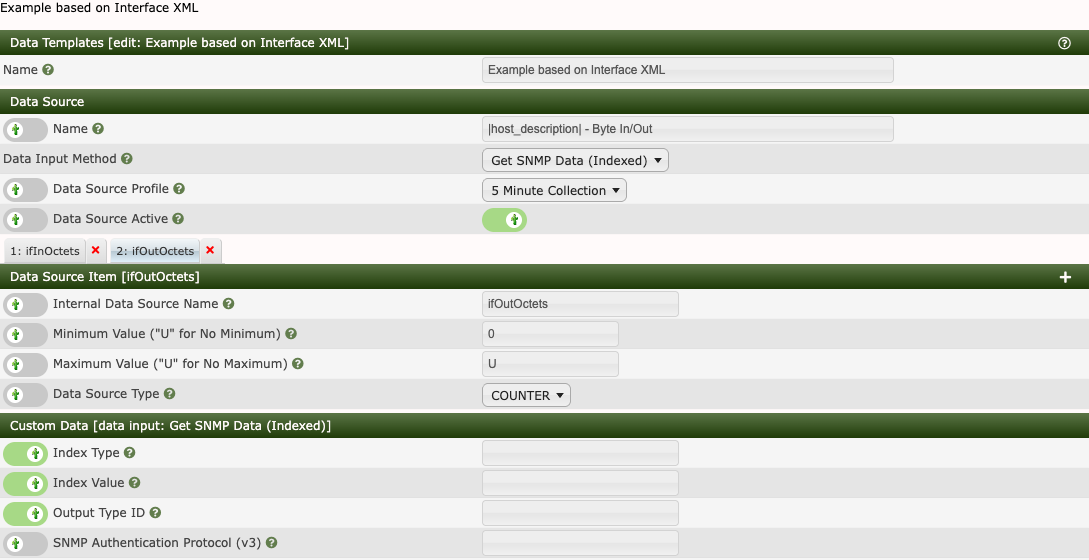 Example based on Interface XML
Data Templates [edit: Example based on Interface XML]
Name Example based on Interface XML
Data Source
Name |host_description| - Byte In/Out
Data Input Method Get SNMP Data (Indexed)
Data Source Profile 5 Minute Collection
Data Source Active
1: ifInOctets 2: ifOutOctets
Data Source Item [ifOutOctets]
Internal Data Source Name ifOutOctets
Minimum Value ("U" for No Minimum) 0
Maximum Value ("U" for No Maximum) U
Data Source Type COUNTER
Custom Data [data input: Get SNMP Data (Indexed)]
Index Type
Index Value
Output Type ID
SNMP Authentication Protocol (v3)